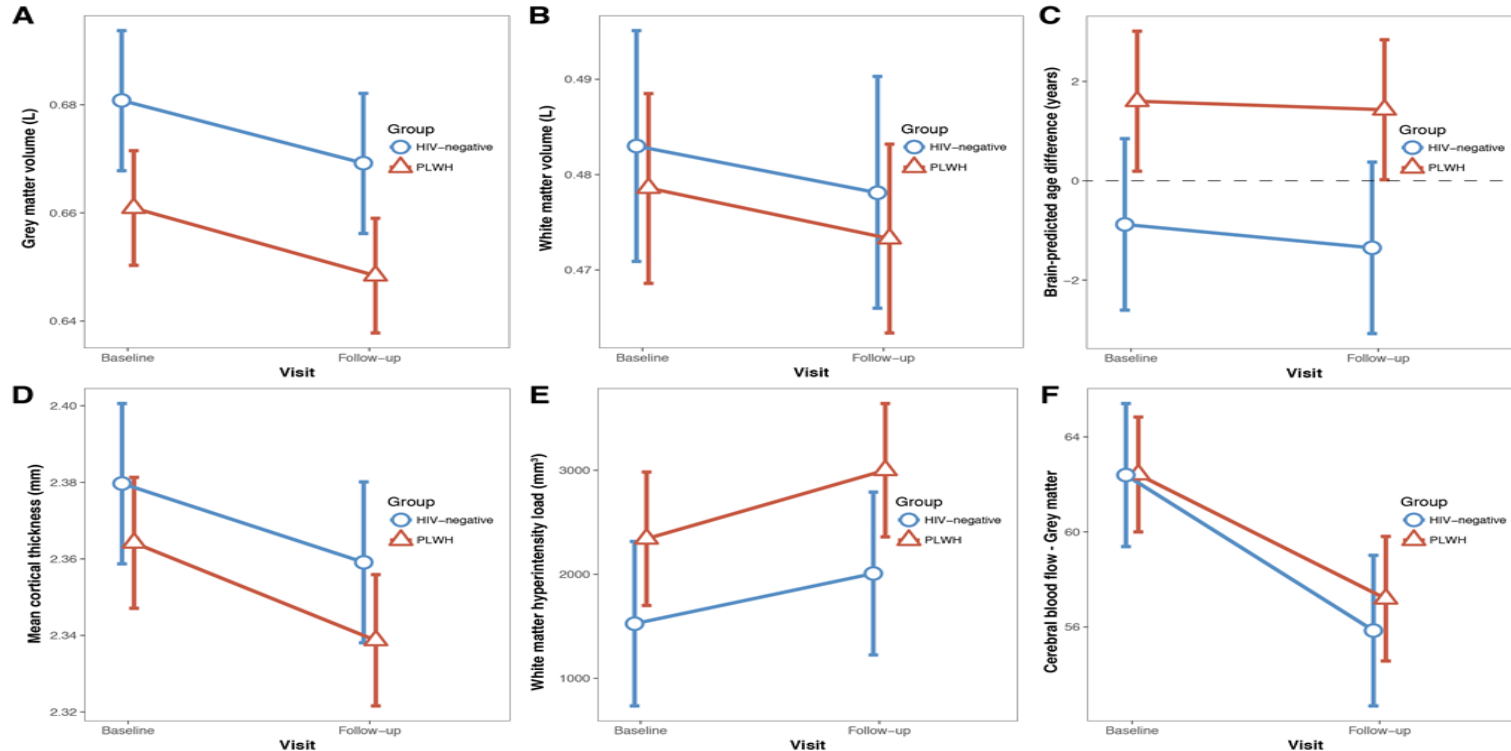 A
Grey matter volume (L)
0.68
0.66
0.64
Group
HIV−negative
PLWH
Baseline
Follow−up
Visit
B
White matter volume (L)
0.49
0.48
0.47
Group
HIV−negative
PLWH
Baseline
Follow−up
Visit
C
Brain-predicted age difference (years)
2
0
−2
Group
HIV−negative
PLWH
Baseline
Follow−up
Visit
D
Mean cortical thickness (mm)
2.40
2.38
2.36
2.34
2.32
Group
HIV−negative
PLWH
Baseline
Follow−up
Visit
E
White matter hyperintensity load (mm³)
3000
2000
1000
Group
HIV−negative
PLWH
Baseline
Follow−up
Visit
F
Cerebral blood flow - Grey matter
64
60
56
Group
HIV−negative
PLWH
Baseline
Follow−up
Visit